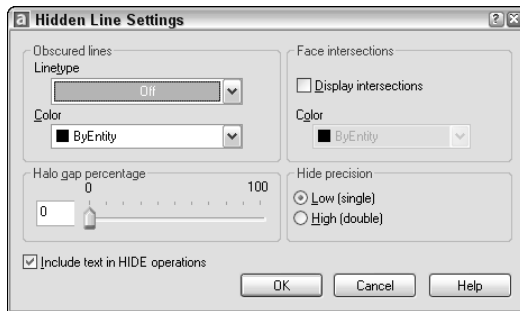 a Hidden Line Settings ? X
Obscured lines
Linetype
Off
Color
ByEntity
Face intersections
Display intersections
Color
ByEntity
Halo gap percentage
0 100
0
Hide precision
Low (single)
High (double)
Include text in HIDE operations
OK Cancel Help